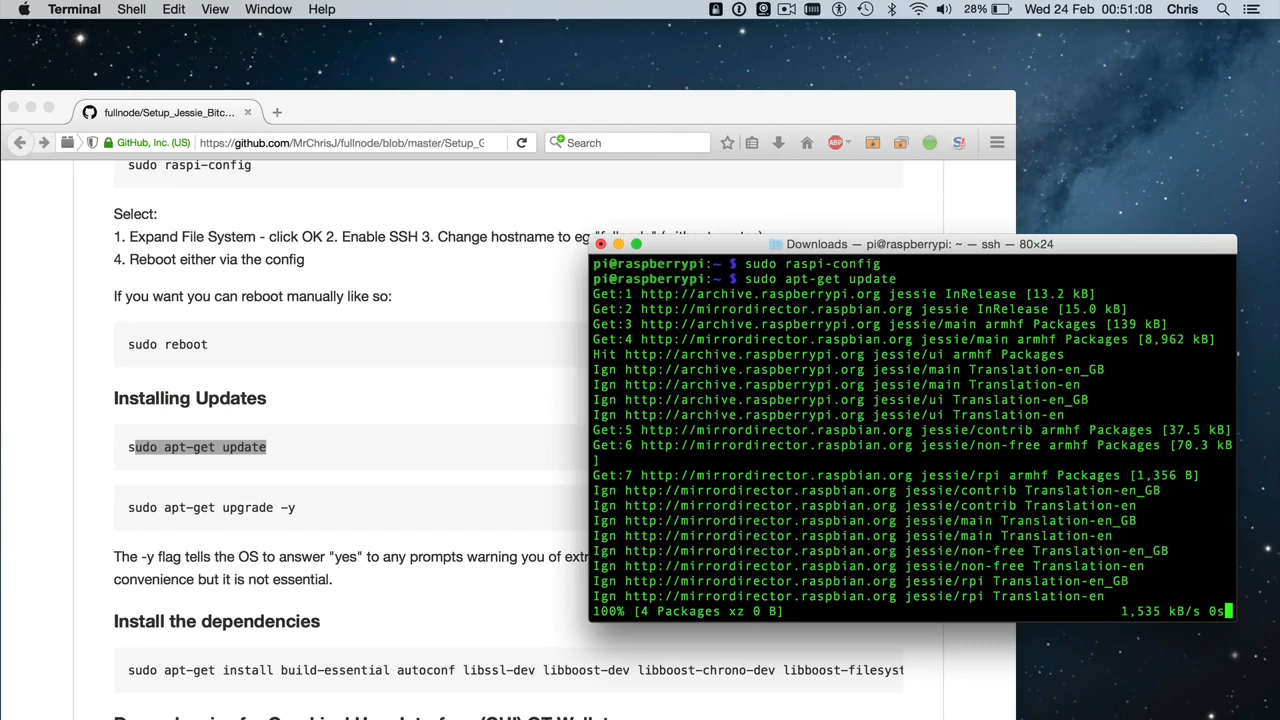 Terminal Shell Edit View Window Help 28% Wed 24 Feb 00:51:08 Chris
fullnode/Setup_Jessie_Bitc...
GitHub, Inc. (US) https://github.com/MrChrisJ/fullnode/blob/master/Setup_G Search
ABP
sudo raspi-config
Select:
1. Expand File System - click OK 2. Enable SSH 3. Change hostname to eg
4. Reboot either via the config
If you want you can reboot manually like so:
sudo reboot
Installing Updates
sudo apt-get update
sudo apt-get upgrade -y
The -y flag tells the OS to answer "yes" to any prompts warning you of
convenience but it is not essential.
Install the dependencies
sudo apt-get install build-essential autoconf libssl-dev libboost-dev libboost-chrono-dev libboost-filesyst
Downloads — pi@raspberrypi: ~ — ssh — 80×24
pi@raspberrypi:~ $ sudo raspi-config
pi@raspberrypi:~ $ sudo apt-get update
Get:1 http://archive.raspberrypi.org jessie InRelease [13.2 kB]
Get:2 http://mirrordirector.raspbian.org jessie InRelease [15.0 kB]
Get:3 http://archive.raspberrypi.org jessie/main armhf Packages [139 kB]
Get:4 http://mirrordirector.raspbian.org jessie/main armhf Packages [8,962 kB]
Hit http://archive.raspberrypi.org jessie/ui armhf Packages
Ign http://archive.raspberrypi.org jessie/main Translation-en_GB
Ign http://archive.raspberrypi.org jessie/main Translation-en
Ign http://archive.raspberrypi.org jessie/ui Translation-en_GB
Ign http://archive.raspberrypi.org jessie/ui Translation-en
Get:5 http://mirrordirector.raspbian.org jessie/contrib armhf Packages [37.5 kB]
Get:6 http://mirrordirector.raspbian.org jessie/non-free armhf Packages [70.3 kB
]
Get:7 http://mirrordirector.raspbian.org jessie/rpi armhf Packages [1,356 B]
Ign http://mirrordirector.raspbian.org jessie/contrib Translation-en_GB
Ign http://mirrordirector.raspbian.org jessie/contrib Translation-en
Ign http://mirrordirector.raspbian.org jessie/main Translation-en_GB
Ign http://mirrordirector.raspbian.org jessie/main Translation-en
Ign http://mirrordirector.raspbian.org jessie/non-free Translation-en_GB
Ign http://mirrordirector.raspbian.org jessie/non-free Translation-en
Ign http://mirrordirector.raspbian.org jessie/rpi Translation-en_GB
Ign http://mirrordirector.raspbian.org jessie/rpi Translation-en
100% [4 Packages xz 0 B] 1,535 kB/s 0s